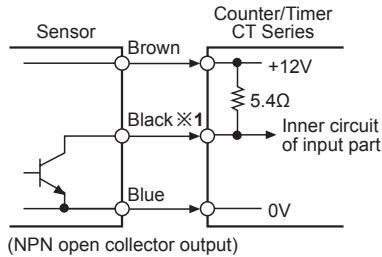 Counter/Timer
CT Series
Sensor
Brown
+12V
5.4Ω
Black ※1
Inner circuit
of input part
Blue
0V
(NPN open collector output)